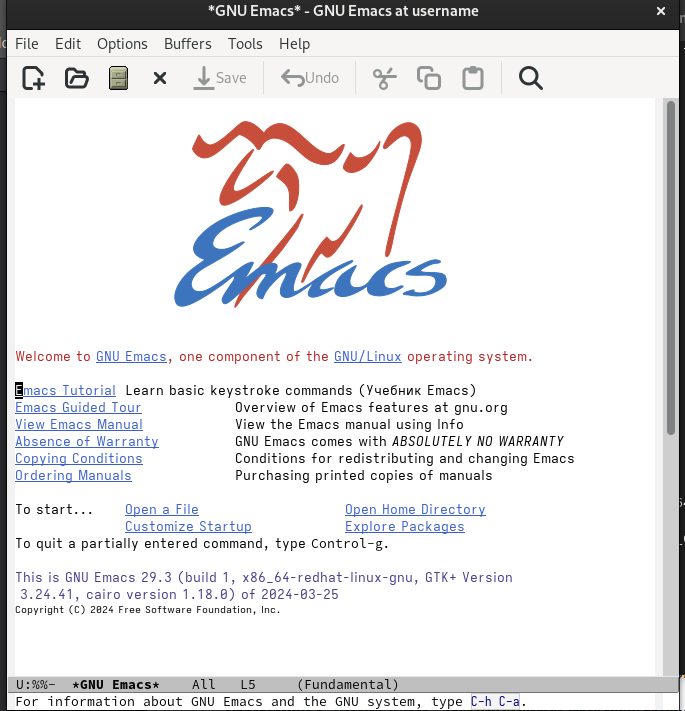 *GNU Emacs* - GNU Emacs at username
File Edit Options Buffers Tools Help
Save Undo
Emacs
Welcome to GNU Emacs, one component of the GNU/Linux operating system.
Emacs Tutorial Learn basic keystroke commands (Учебник Emacs)
Emacs Guided Tour Overview of Emacs features at gnu.org
View Emacs Manual View the Emacs manual using Info
Absence of Warranty GNU Emacs comes with ABSOLUTELY NO WARRANTY
Copying Conditions Conditions for redistributing and changing Emacs
Ordering Manuals Purchasing printed copies of manuals
To start... Open a File Open Home Directory
Customize Startup Explore Packages
To quit a partially entered command, type Control-g.
This is GNU Emacs 29.3 (build 1, x86_64-redhat-linux-gnu, GTK+ Version
3.24.41, cairo version 1.18.0) of 2024-03-25
Copyright (C) 2024 Free Software Foundation, Inc.
U:%%- *GNU Emacs* All L5 (Fundamental)
For information about GNU Emacs and the GNU system, type C-h C-a.